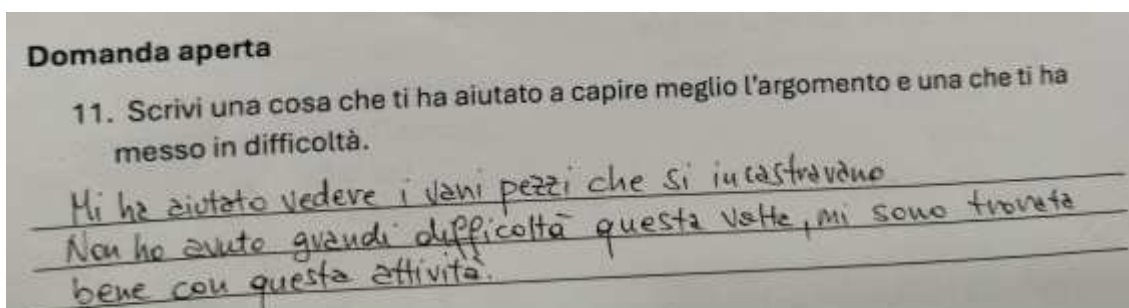 Domanda aperta
11. Scrivi una cosa che ti ha aiutato a capire meglio l'argomento e una che ti ha
messo in difficoltà.
Mi ha aiutato vedere i vari pezzi che si incastravano
Non ho avuto grandi difficoltà questa volta, mi sono trovata
bene con questa attività.